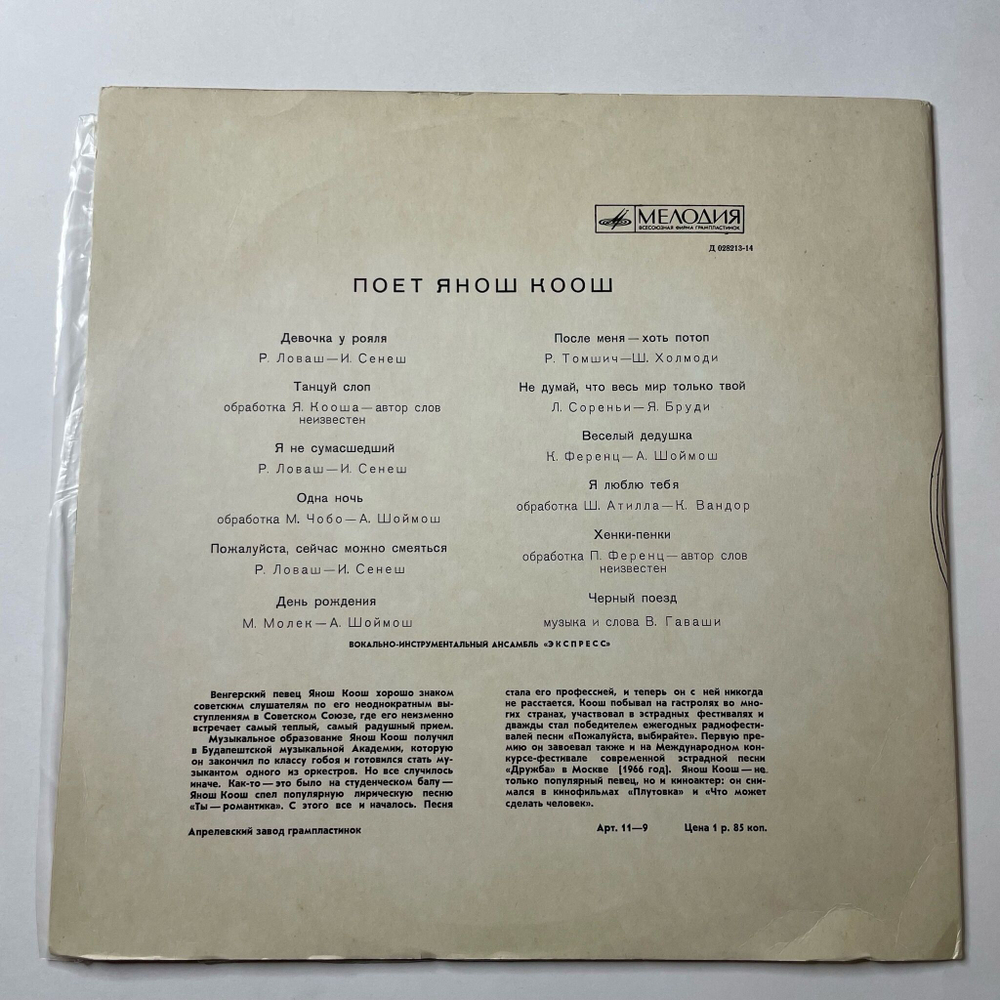 МЕЛОДИЯ
ВСЕСОЮЗНАЯ ФИРМА ГРАМПЛАСТИНОК
Д 028213-14
ПОЕТ ЯНОШ КООШ
Девочка у рояля
Р. Ловаш—И. Сенеш
Танцуй слоп
обработка Я. Кооша—автор слов
неизвестен
Я не сумасшедший
Р. Ловаш—И. Сенеш
Одна ночь
обработка М. Чобо—А. Шоймош
Пожалуйста, сейчас можно смеяться
Р. Ловаш—И. Сенеш
День рождения
М. Молек—А. Шоймош
После меня—хоть потоп
Р. Томшич—Ш. Холмоди
Не думай, что весь мир только твой
Л. Сореньи—Я. Бруди
Веселый дедушка
К. Ференц—А. Шоймош
Я люблю тебя
обработка Ш. Атилла—К. Вандор
Хенки-пенки
обработка П. Ференц—автор слов
неизвестен
Черный поезд
музыка и слова В. Гаваши
ВОКАЛЬНО-ИНСТРУМЕНТАЛЬНЫЙ АНСАМБЛЬ «ЭКСПРЕСС»
Венгерский певец Янош Коош хорошо знаком
советским слушателям по его неоднократным вы-
ступлениям в Советском Союзе, где его неизменно
встречает самый теплый, самый радушный прием.
Музыкальное образование Янош Коош получил
в Будапештской музыкальной Академии, которую
он закончил по классу гобоя и готовился стать му-
зыкантом одного из оркестров. Но все случилось
иначе. Как-то—это было на студенческом балу—
Янош Коош спел популярную лирическую песню
«Ты—романтика». С этого все и началось. Песня
стала его профессией, и теперь он с ней никогда
не расстается. Коош побывал на гастролях во мно-
гих странах, участвовал в эстрадных фестивалях и
дважды стал победителем ежегодных радиофести-
валей песни «Пожалуйста, выбирайте». Первую пре-
мию он завоевал также и на Международном кон-
курсе-фестивале современной эстрадной песни
«Дружба» в Москве [1966 год]. Янош Коош—не
только популярный певец, но и киноактер: он сни-
мался в кинофильмах «Плутовка» и «Что может
сделать человек».
Апрелевский завод грампластинок
Арт. 11—9 Цена 1 р. 85 коп.